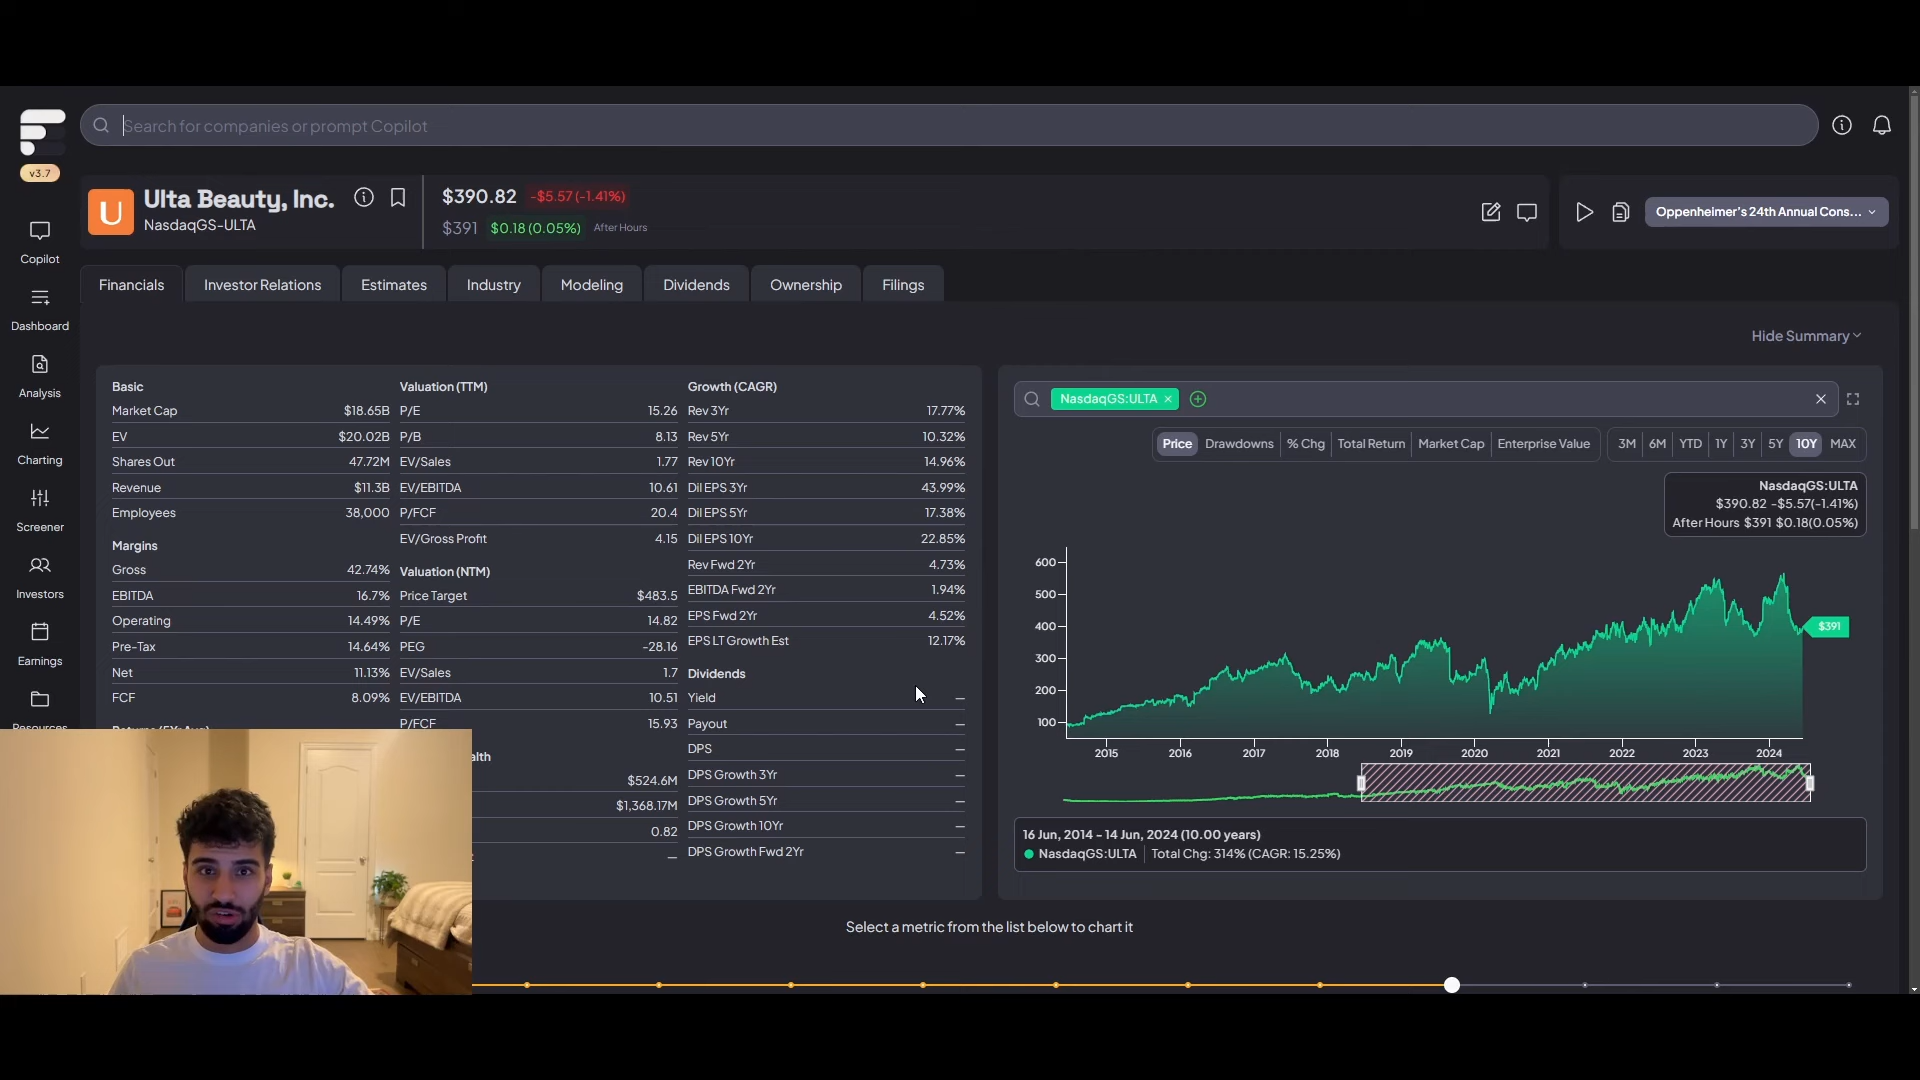 Search for companies or prompt Copilot
v3.7
U
Ulta Beauty, Inc.
NasdaqGS-ULTA
$390.82 -$5.57 (-1.41%)
$391 $0.18 (0.05%) After Hours
Oppenheimer's 24th Annual Cons...
Copilot
Dashboard
Analysis
Charting
Screener
Investors
Earnings
Resources
Financials
Investor Relations
Estimates
Industry
Modeling
Dividends
Ownership
Filings
Hide Summary
Basic
Market Cap $18.65B
EV $20.02B
Shares Out 47.72M
Revenue $11.3B
Employees 38,000
Margins
Gross 42.74%
EBITDA 16.7%
Operating 14.49%
Pre-Tax 14.64%
Net 11.13%
FCF 8.09%
Valuation (TTM)
P/E 15.26
P/B 8.13
EV/Sales 1.77
EV/EBITDA 10.61
P/FCF 20.4
EV/Gross Profit 4.15
Valuation (NTM)
Price Target $483.5
P/E 14.82
PEG -28.16
EV/Sales 1.7
EV/EBITDA 10.51
P/FCF 15.93
alth
$524.6M
$1,368.17M
0.82
—
Growth (CAGR)
Rev 3Yr 17.77%
Rev 5Yr 10.32%
Rev 10Yr 14.96%
Dil EPS 3Yr 43.99%
Dil EPS 5Yr 17.38%
Dil EPS 10Yr 22.85%
Rev Fwd 2Yr 4.73%
EBITDA Fwd 2Yr 1.94%
EPS Fwd 2Yr 4.52%
EPS LT Growth Est 12.17%
Dividends
Yield —
Payout —
DPS —
DPS Growth 3Yr —
DPS Growth 5Yr —
DPS Growth 10Yr —
DPS Growth Fwd 2Yr —
NasdaqGS:ULTA ×
Price Drawdowns % Chg Total Return Market Cap Enterprise Value
3M 6M YTD 1Y 3Y 5Y 10Y MAX
NasdaqGS:ULTA
$390.82 -$5.57(-1.41%)
After Hours $391 $0.18(0.05%)
600
500
400
300
200
100
$391
2015 2016 2017 2018 2019 2020 2021 2022 2023 2024
16 Jun, 2014 - 14 Jun, 2024 (10.00 years)
NasdaqGS:ULTA Total Chg: 314% (CAGR: 15.25%)
Select a metric from the list below to chart it